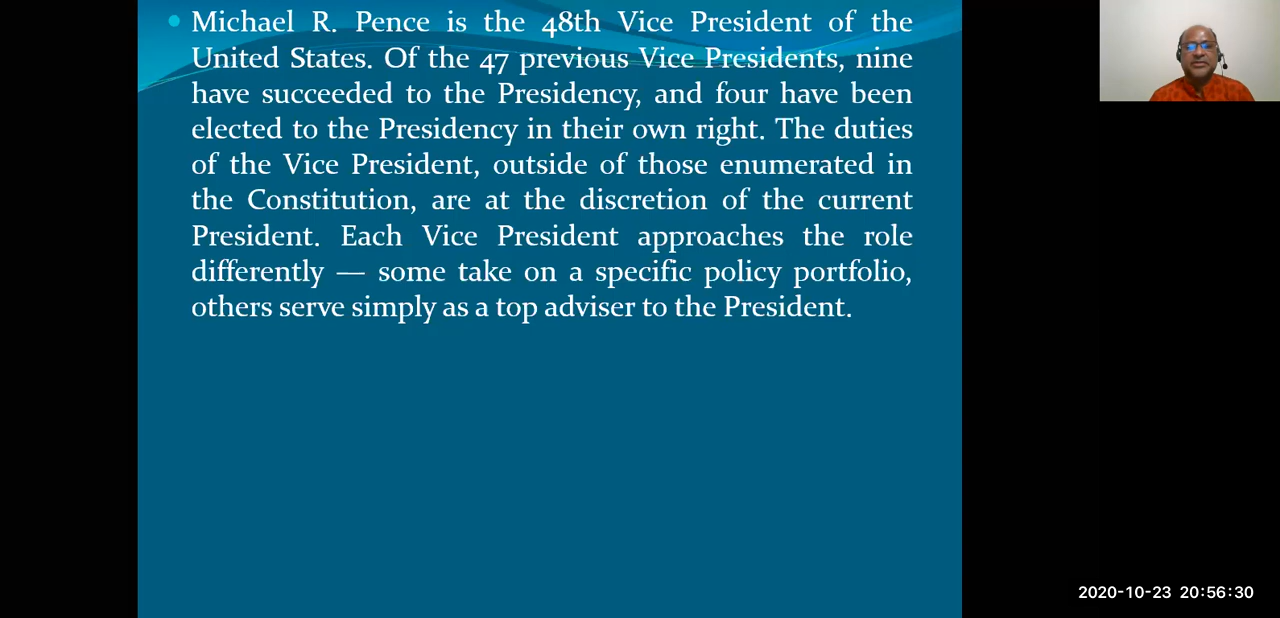 Michael R. Pence is the 48th Vice President of the
United States. Of the 47 previous Vice Presidents, nine
have succeeded to the Presidency, and four have been
elected to the Presidency in their own right. The duties
of the Vice President, outside of those enumerated in
the Constitution, are at the discretion of the current
President. Each Vice President approaches the role
differently — some take on a specific policy portfolio,
others serve simply as a top adviser to the President.
2020-10-23 20:56:30